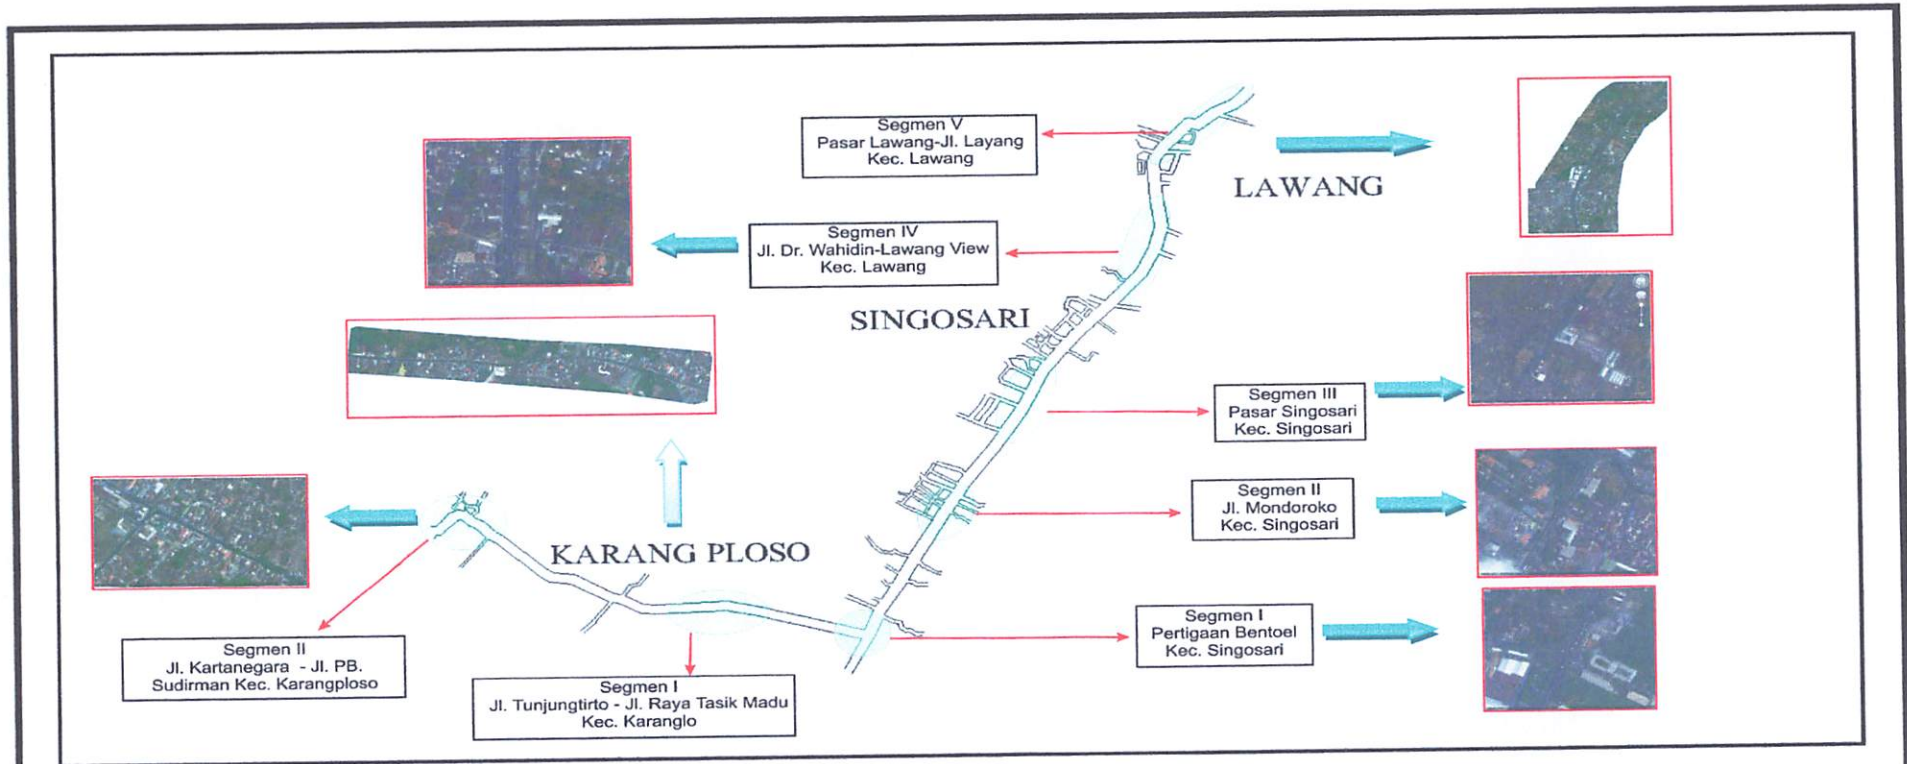 Segmen V
Pasar Lawang-Jl. Layang
Kec. Lawang
LAWANG
Segmen IV
Jl. Dr. Wahidin-Lawang View
Kec. Lawang
SINGOSARI
Segmen III
Pasar Singosari
Kec. Singosari
Segmen II
Jl. Mondoroko
Kec. Singosari
KARANG PLOSO
Segmen I
Pertigaan Bentoel
Kec. Singosari
Segmen II
Jl. Kartanegara - Jl. PB.
Sudirman Kec. Karangploso
Segmen I
Jl. Tunjungtirto - Jl. Raya Tasik Madu
Kec. Karanglo